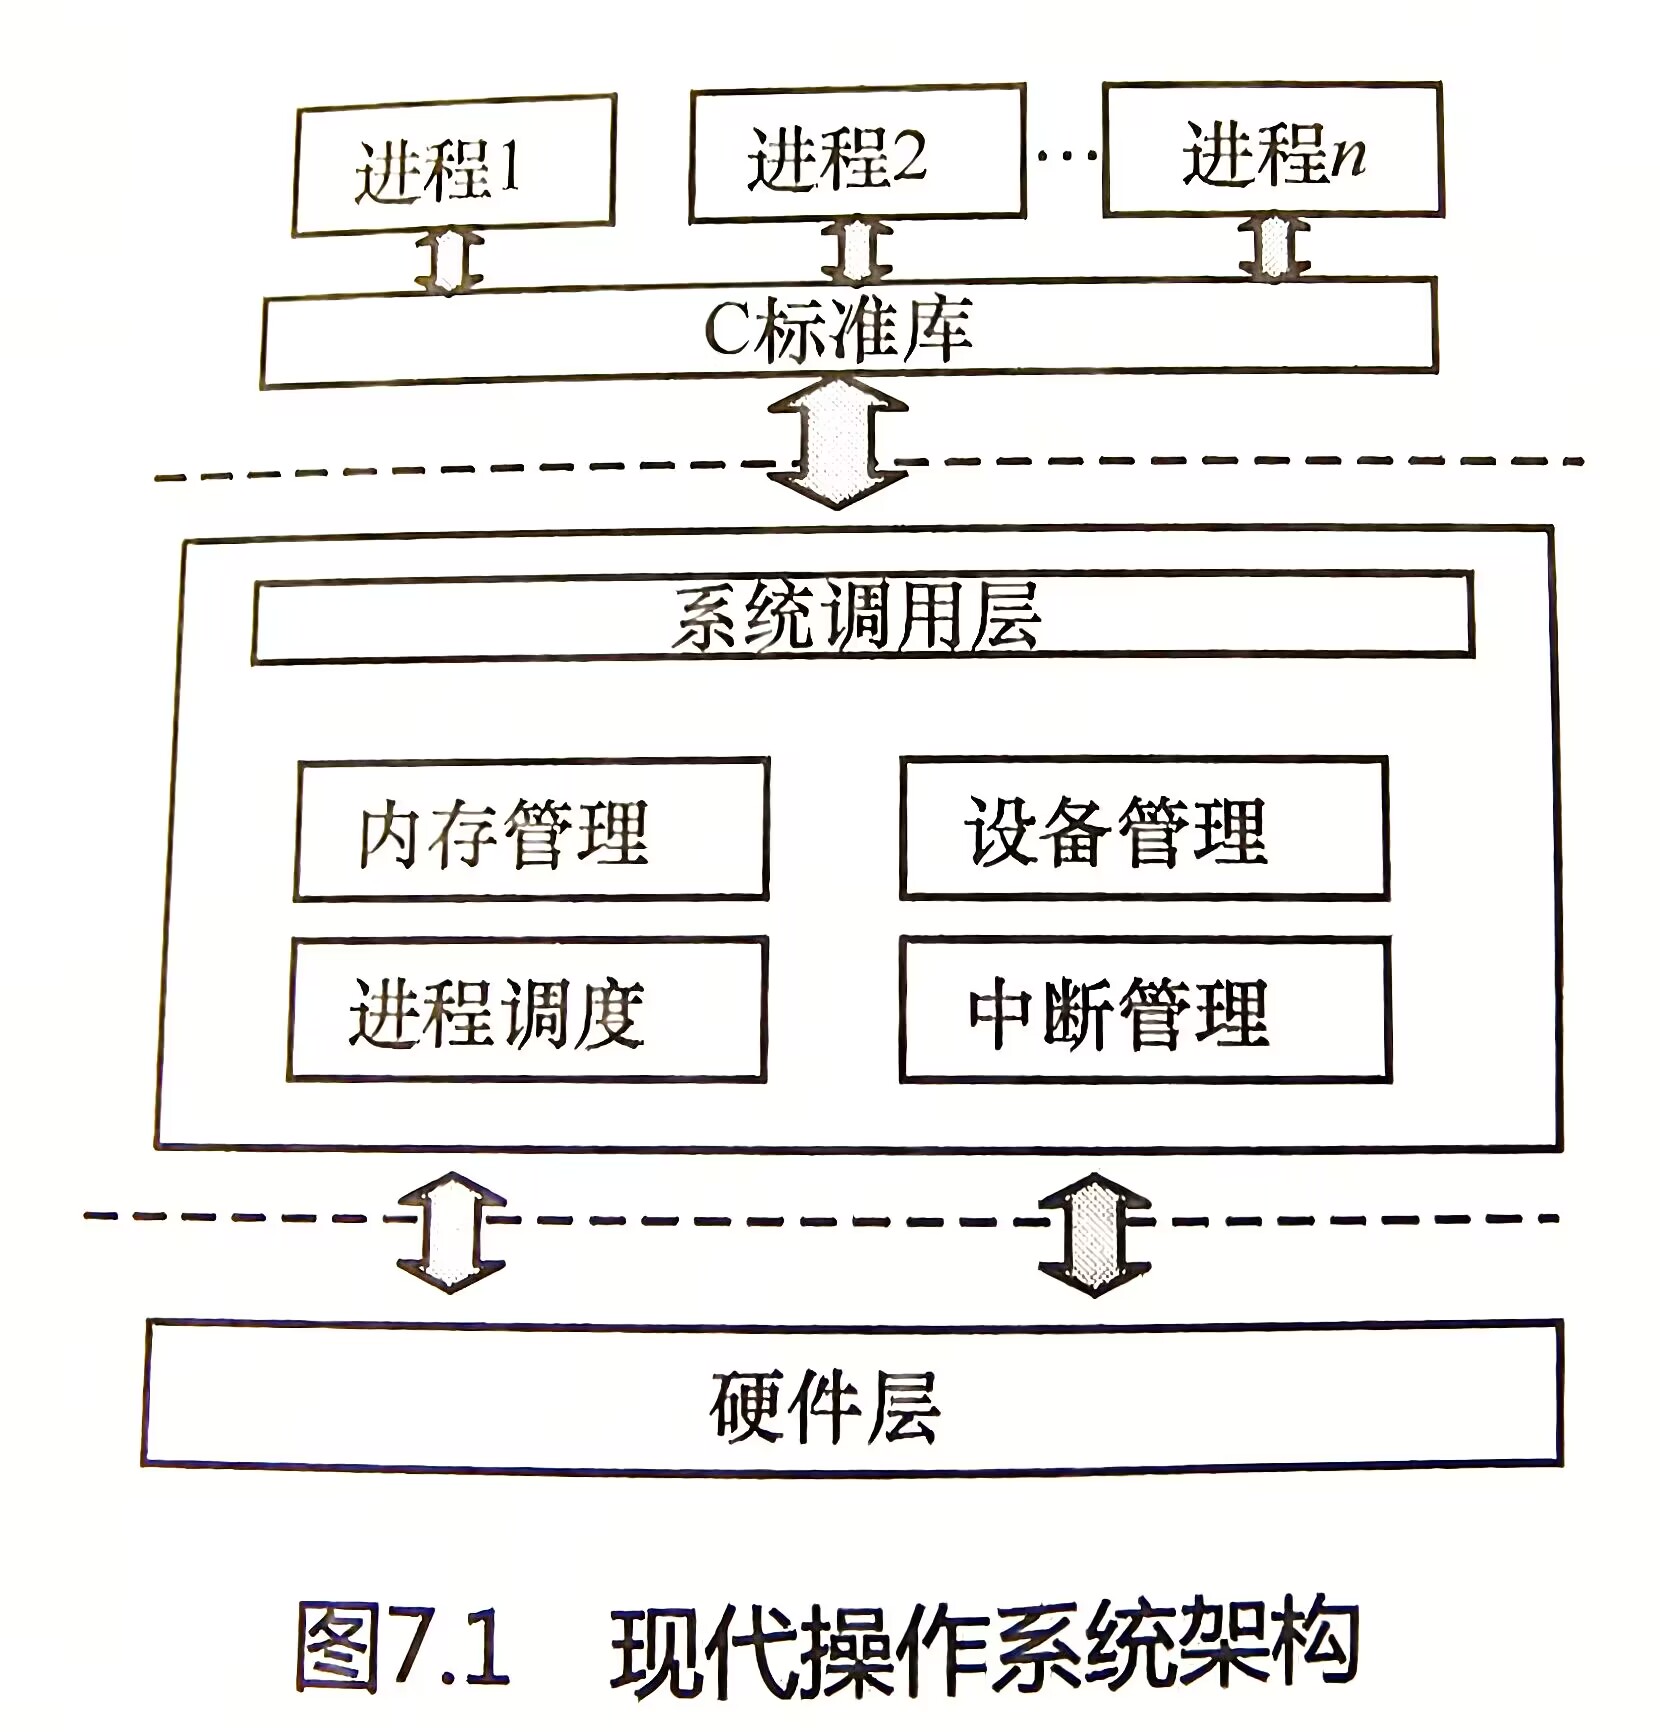 进程1 进程2 … 进程n
C标准库
系统调用层
内存管理 设备管理
进程调度 中断管理
硬件层
图7.1 现代操作系统架构